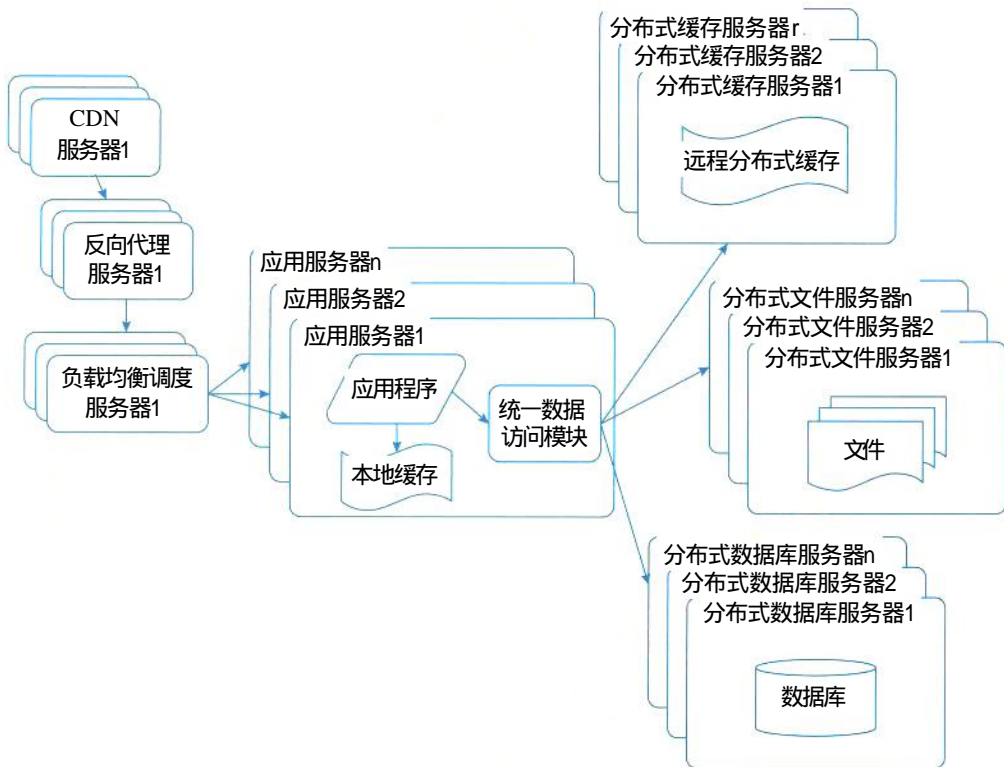 CDN
服务器1
反向代理
服务器1
负载均衡调度
服务器1
应用服务器n
应用服务器2
应用服务器1
应用程序
本地缓存
统一数据
访问模块
分布式缓存服务器r
分布式缓存服务器2
分布式缓存服务器1
远程分布式缓存
分布式文件服务器n
分布式文件服务器2
分布式文件服务器1
文件
分布式数据库服务器n
分布式数据库服务器2
分布式数据库服务器1
数据库